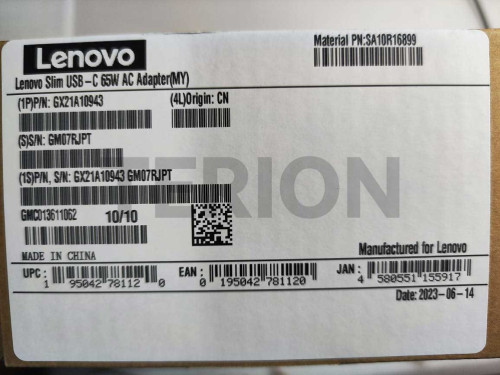 Lenovo
Material PN:SA10R16899
Lenovo Slim USB-C 65W AC Adapter(MY)
(1P)P/N: GX21A10943 (4L)Origin: CN
(S)S/N: GM07RJPT
(1S)P/N, S/N: GX21A10943 GM07RJPT
TERION
GMC013611062 10/10
MADE IN CHINA
Manufactured for Lenovo
UPC: 1 95042 78112 0 EAN: 0 195042 781120 JAN: 4 580551 155917
Date: 2023-06-14